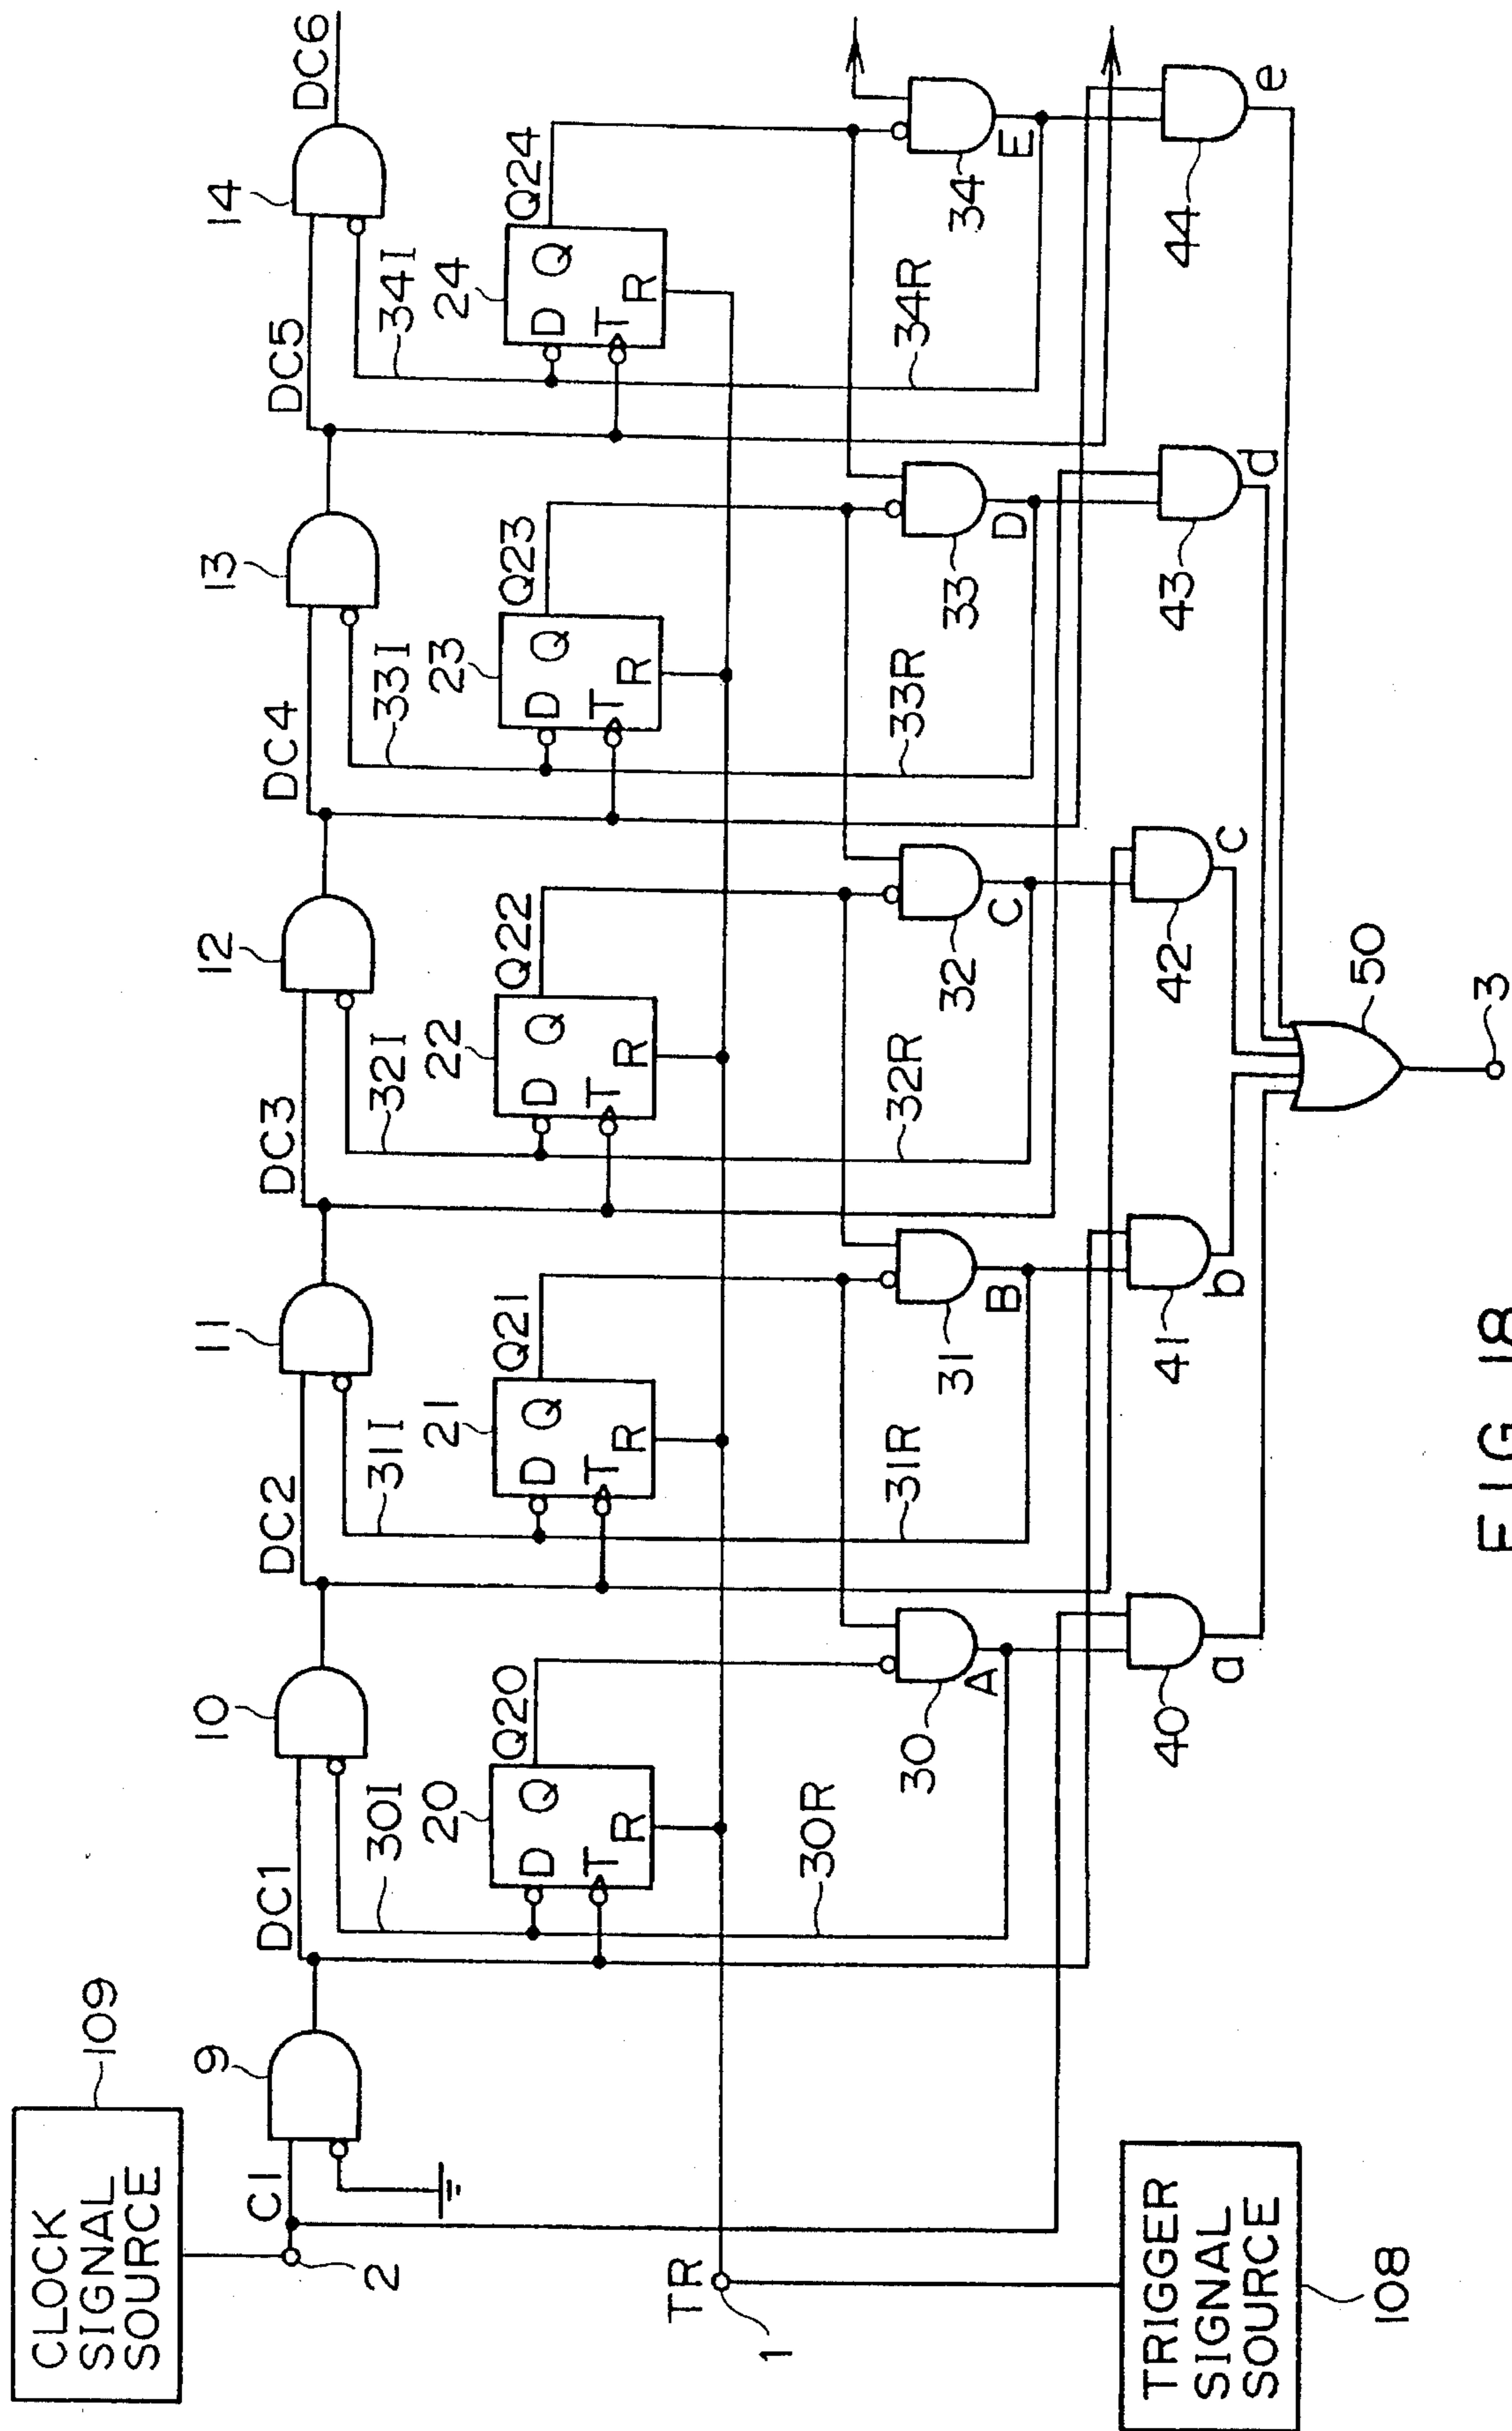 CLOCK
SIGNAL
SOURCE
109
2
C1
9
DC1
10
DC2
11
DC3
12
DC4
13
DC5
14
DC6
30I
31I
32I
33I
34I
20
D Q
T
R
Q20
21
D Q
T
R
Q21
22
D Q
T
R
Q22
23
D Q
T
R
Q23
24
D Q
T
R
Q24
TR
1
30R
31R
32R
33R
34R
30
A
31
B
32
C
33
D
34
E
40
a
41
b
42
c
43
d
44
e
50
3
TRIGGER
SIGNAL
SOURCE
108
FIG. 18